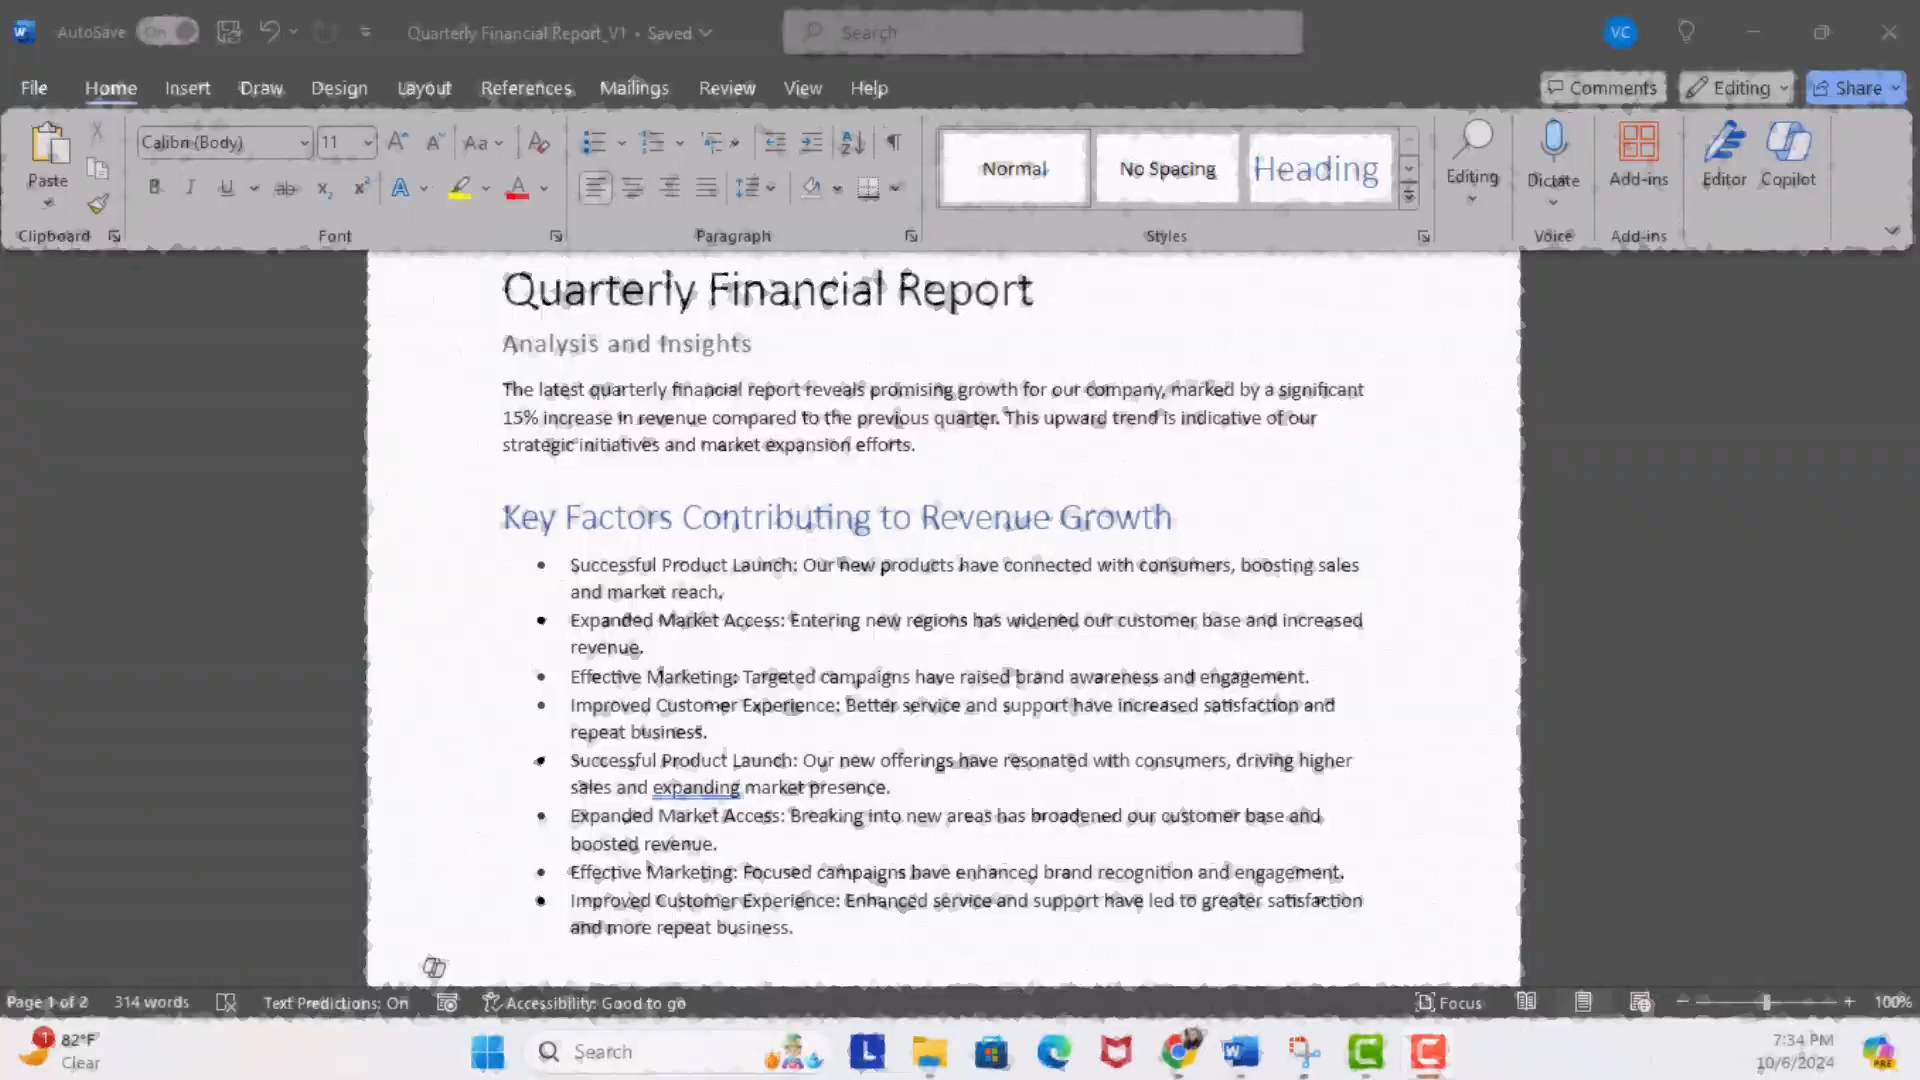 AutoSave On Quarterly Financial Report_V1 • Saved Search VC
File Home Insert Draw Design Layout References Mailings Review View Help Comments Editing Share
Calibri (Body) 11 Aa
Paste Normal No Spacing Heading Editing Dictate Add-ins Editor Copilot
Clipboard Font Paragraph Styles Voice Add-ins
Quarterly Financial Report
Analysis and Insights
The latest quarterly financial report reveals promising growth for our company, marked by a significant
15% increase in revenue compared to the previous quarter. This upward trend is indicative of our
strategic initiatives and market expansion efforts.
Key Factors Contributing to Revenue Growth
• Successful Product Launch: Our new products have connected with consumers, boosting sales
and market reach.
• Expanded Market Access: Entering new regions has widened our customer base and increased
revenue.
• Effective Marketing: Targeted campaigns have raised brand awareness and engagement.
• Improved Customer Experience: Better service and support have increased satisfaction and
repeat business.
• Successful Product Launch: Our new offerings have resonated with consumers, driving higher
sales and expanding market presence.
• Expanded Market Access: Breaking into new areas has broadened our customer base and
boosted revenue.
• Effective Marketing: Focused campaigns have enhanced brand recognition and engagement.
• Improved Customer Experience: Enhanced service and support have led to greater satisfaction
and more repeat business.
Page 1 of 2 314 words Text Predictions: On Accessibility: Good to go Focus 100%
1 82°F Search 7:34 PM
Clear 10/6/2024 PRE